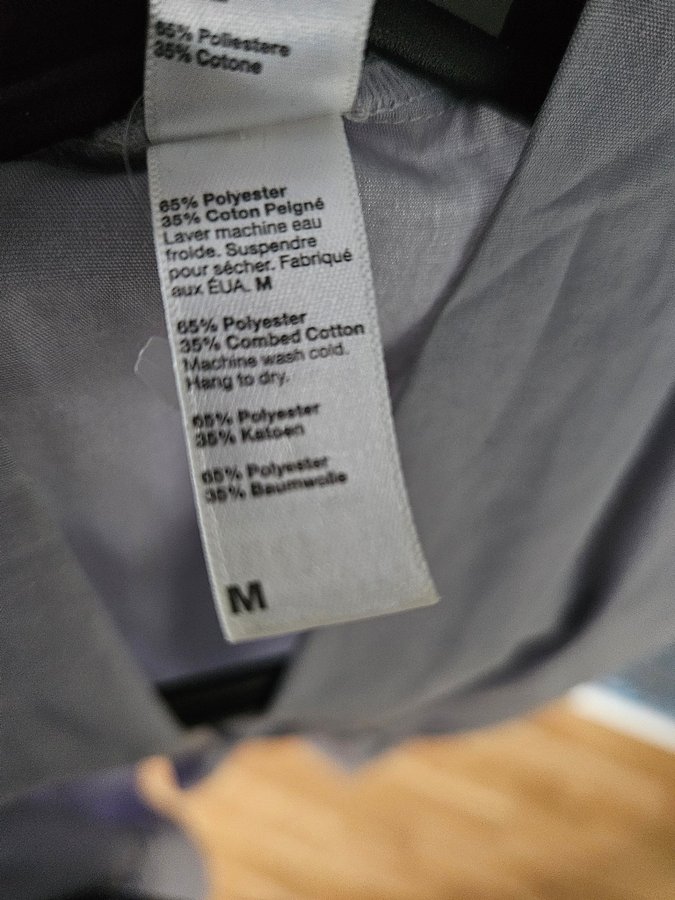 65% Poliestere
35% Cotone
65% Polyester
35% Coton Peigné
Laver machine eau
froide. Suspendre
pour sécher. Fabriqué
aux ÉUA. M
65% Polyester
35% Combed Cotton
Machine wash cold.
Hang to dry.
65% Polyester
35% Katoen
65% Polyester
35% Baumwolle
M